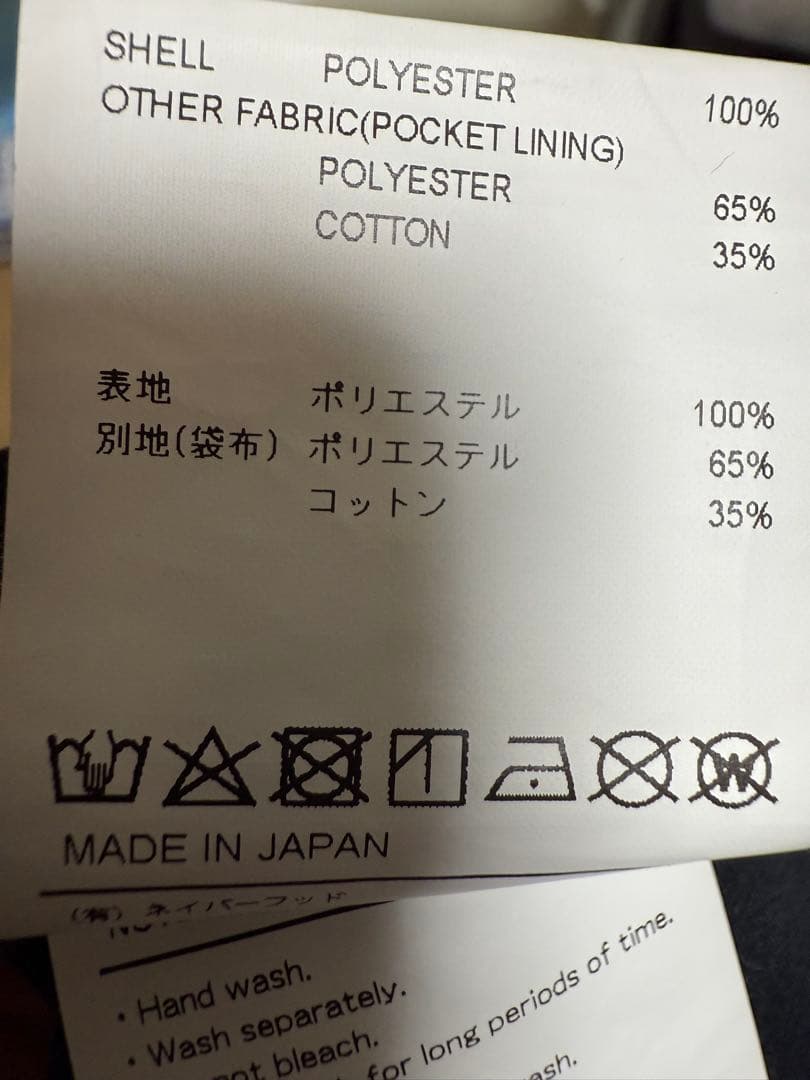 SHELL POLYESTER 100%
OTHER FABRIC(POCKET LINING)
POLYESTER 65%
COTTON 35%
表地 ポリエステル 100%
別地(袋布) ポリエステル 65%
コットン 35%
W
MADE IN JAPAN
(有) ネイバーフッド
• Hand wash.
• Wash separately.
bleach.
for long periods of time.